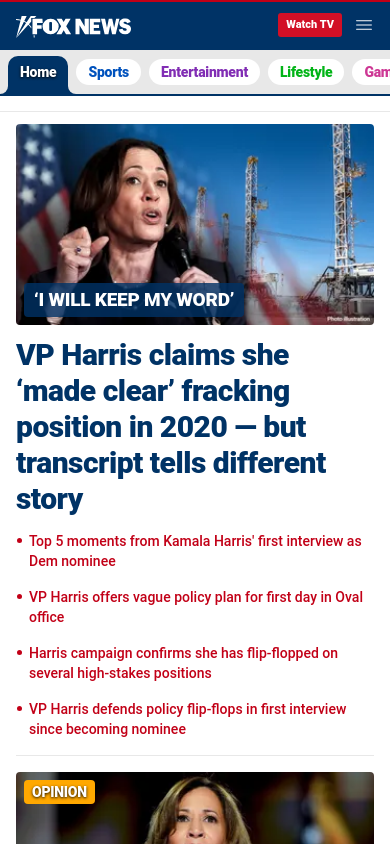 FOX NEWS
Watch TV
Home
Sports
Entertainment
Lifestyle
Gam
'I WILL KEEP MY WORD'
Photo illustration
VP Harris claims she
‘made clear’ fracking
position in 2020 — but
transcript tells different
story
• Top 5 moments from Kamala Harris' first interview as
Dem nominee
• VP Harris offers vague policy plan for first day in Oval
office
• Harris campaign confirms she has flip-flopped on
several high-stakes positions
• VP Harris defends policy flip-flops in first interview
since becoming nominee
OPINION